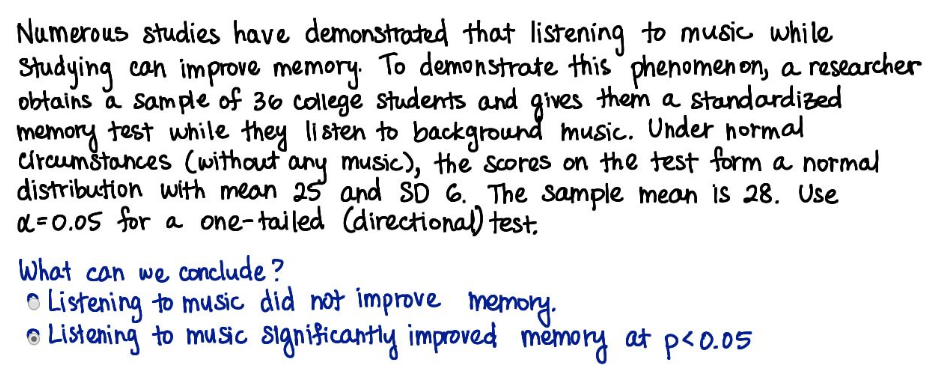 Numerous studies have demonstrated that listening to music while
studying can improve memory. To demonstrate this phenomenon, a researcher
obtains a sample of 36 college students and gives them a standardized
memory test while they listen to background music. Under normal
circumstances (without any music), the scores on the test form a normal
distribution with mean 25 and SD 6. The sample mean is 28. Use
α=0.05 for a one-tailed (directional) test.
What can we conclude?
Listening to music did not improve memory.
Listening to music significantly improved memory at p<0.05